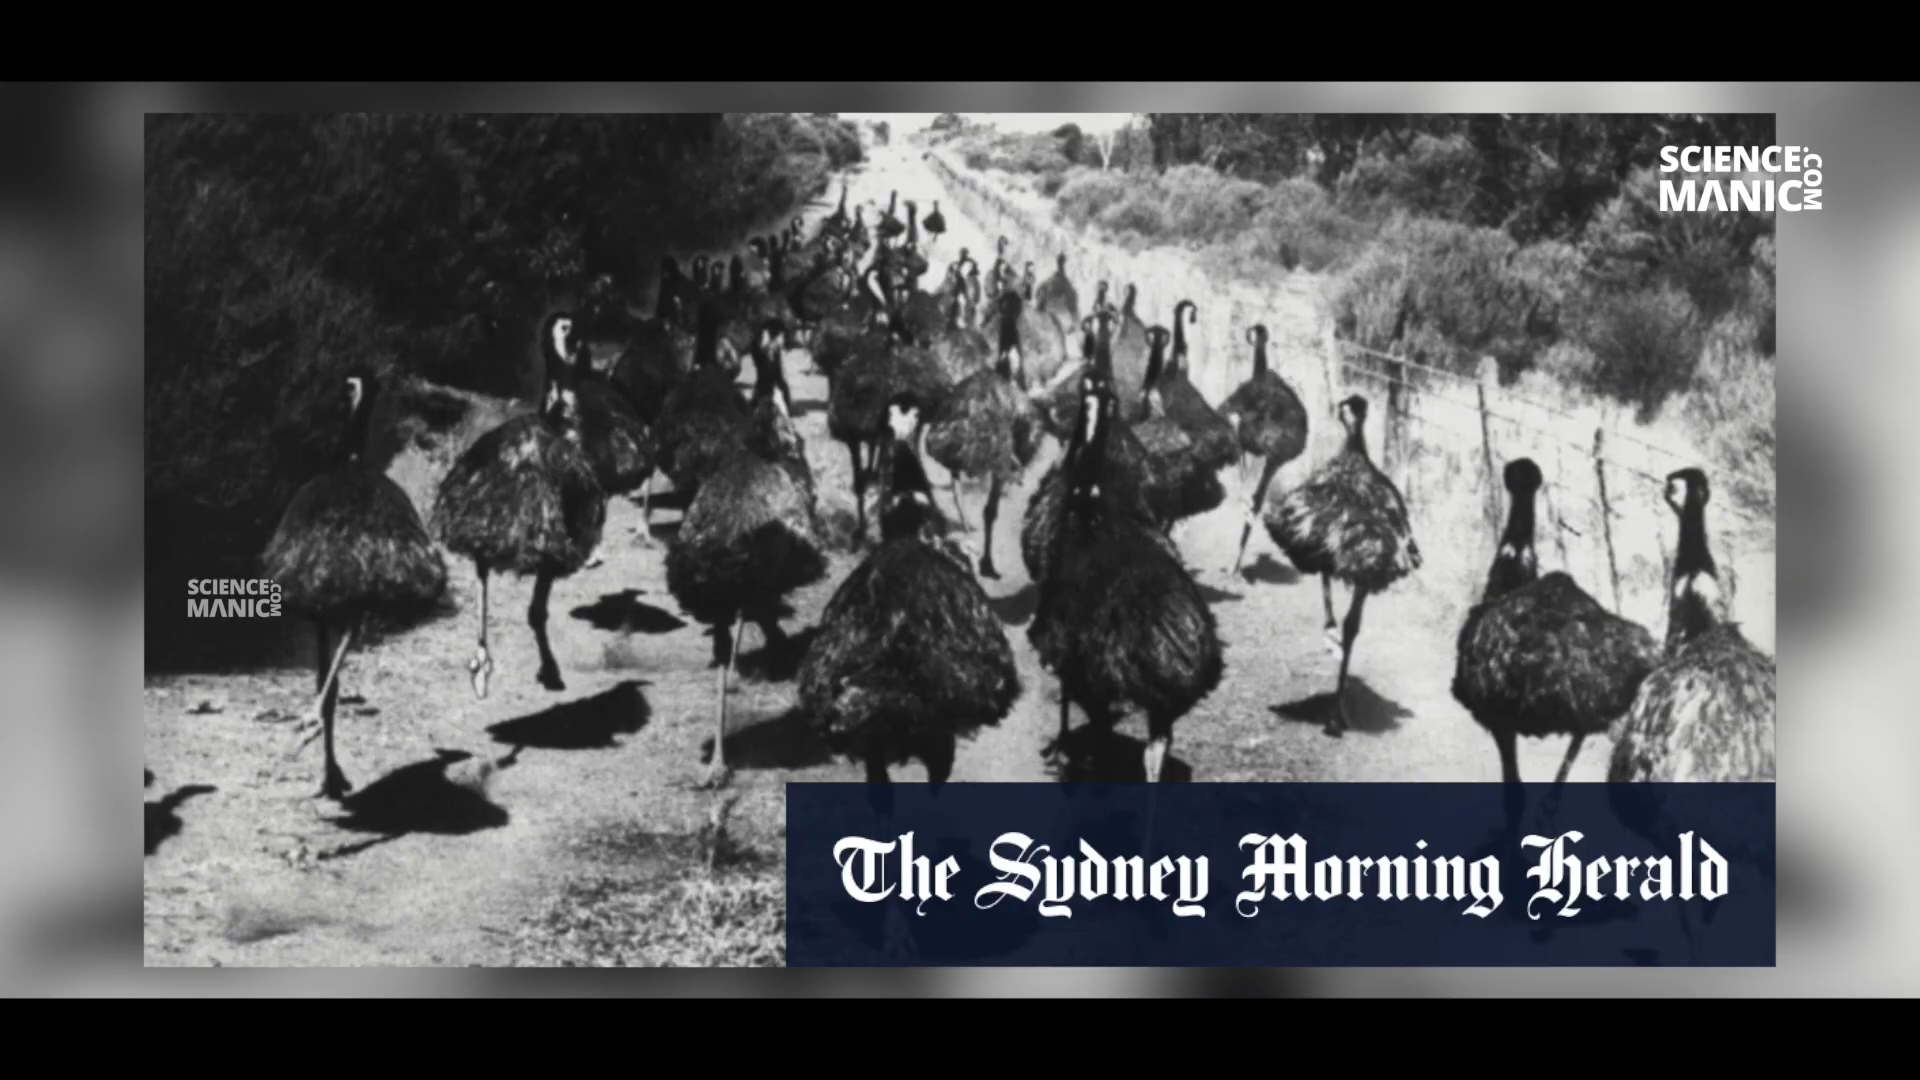 SCIENCE
MANIC
.COM
SCIENCE
MANIC
.COM
The Sydney Morning Herald